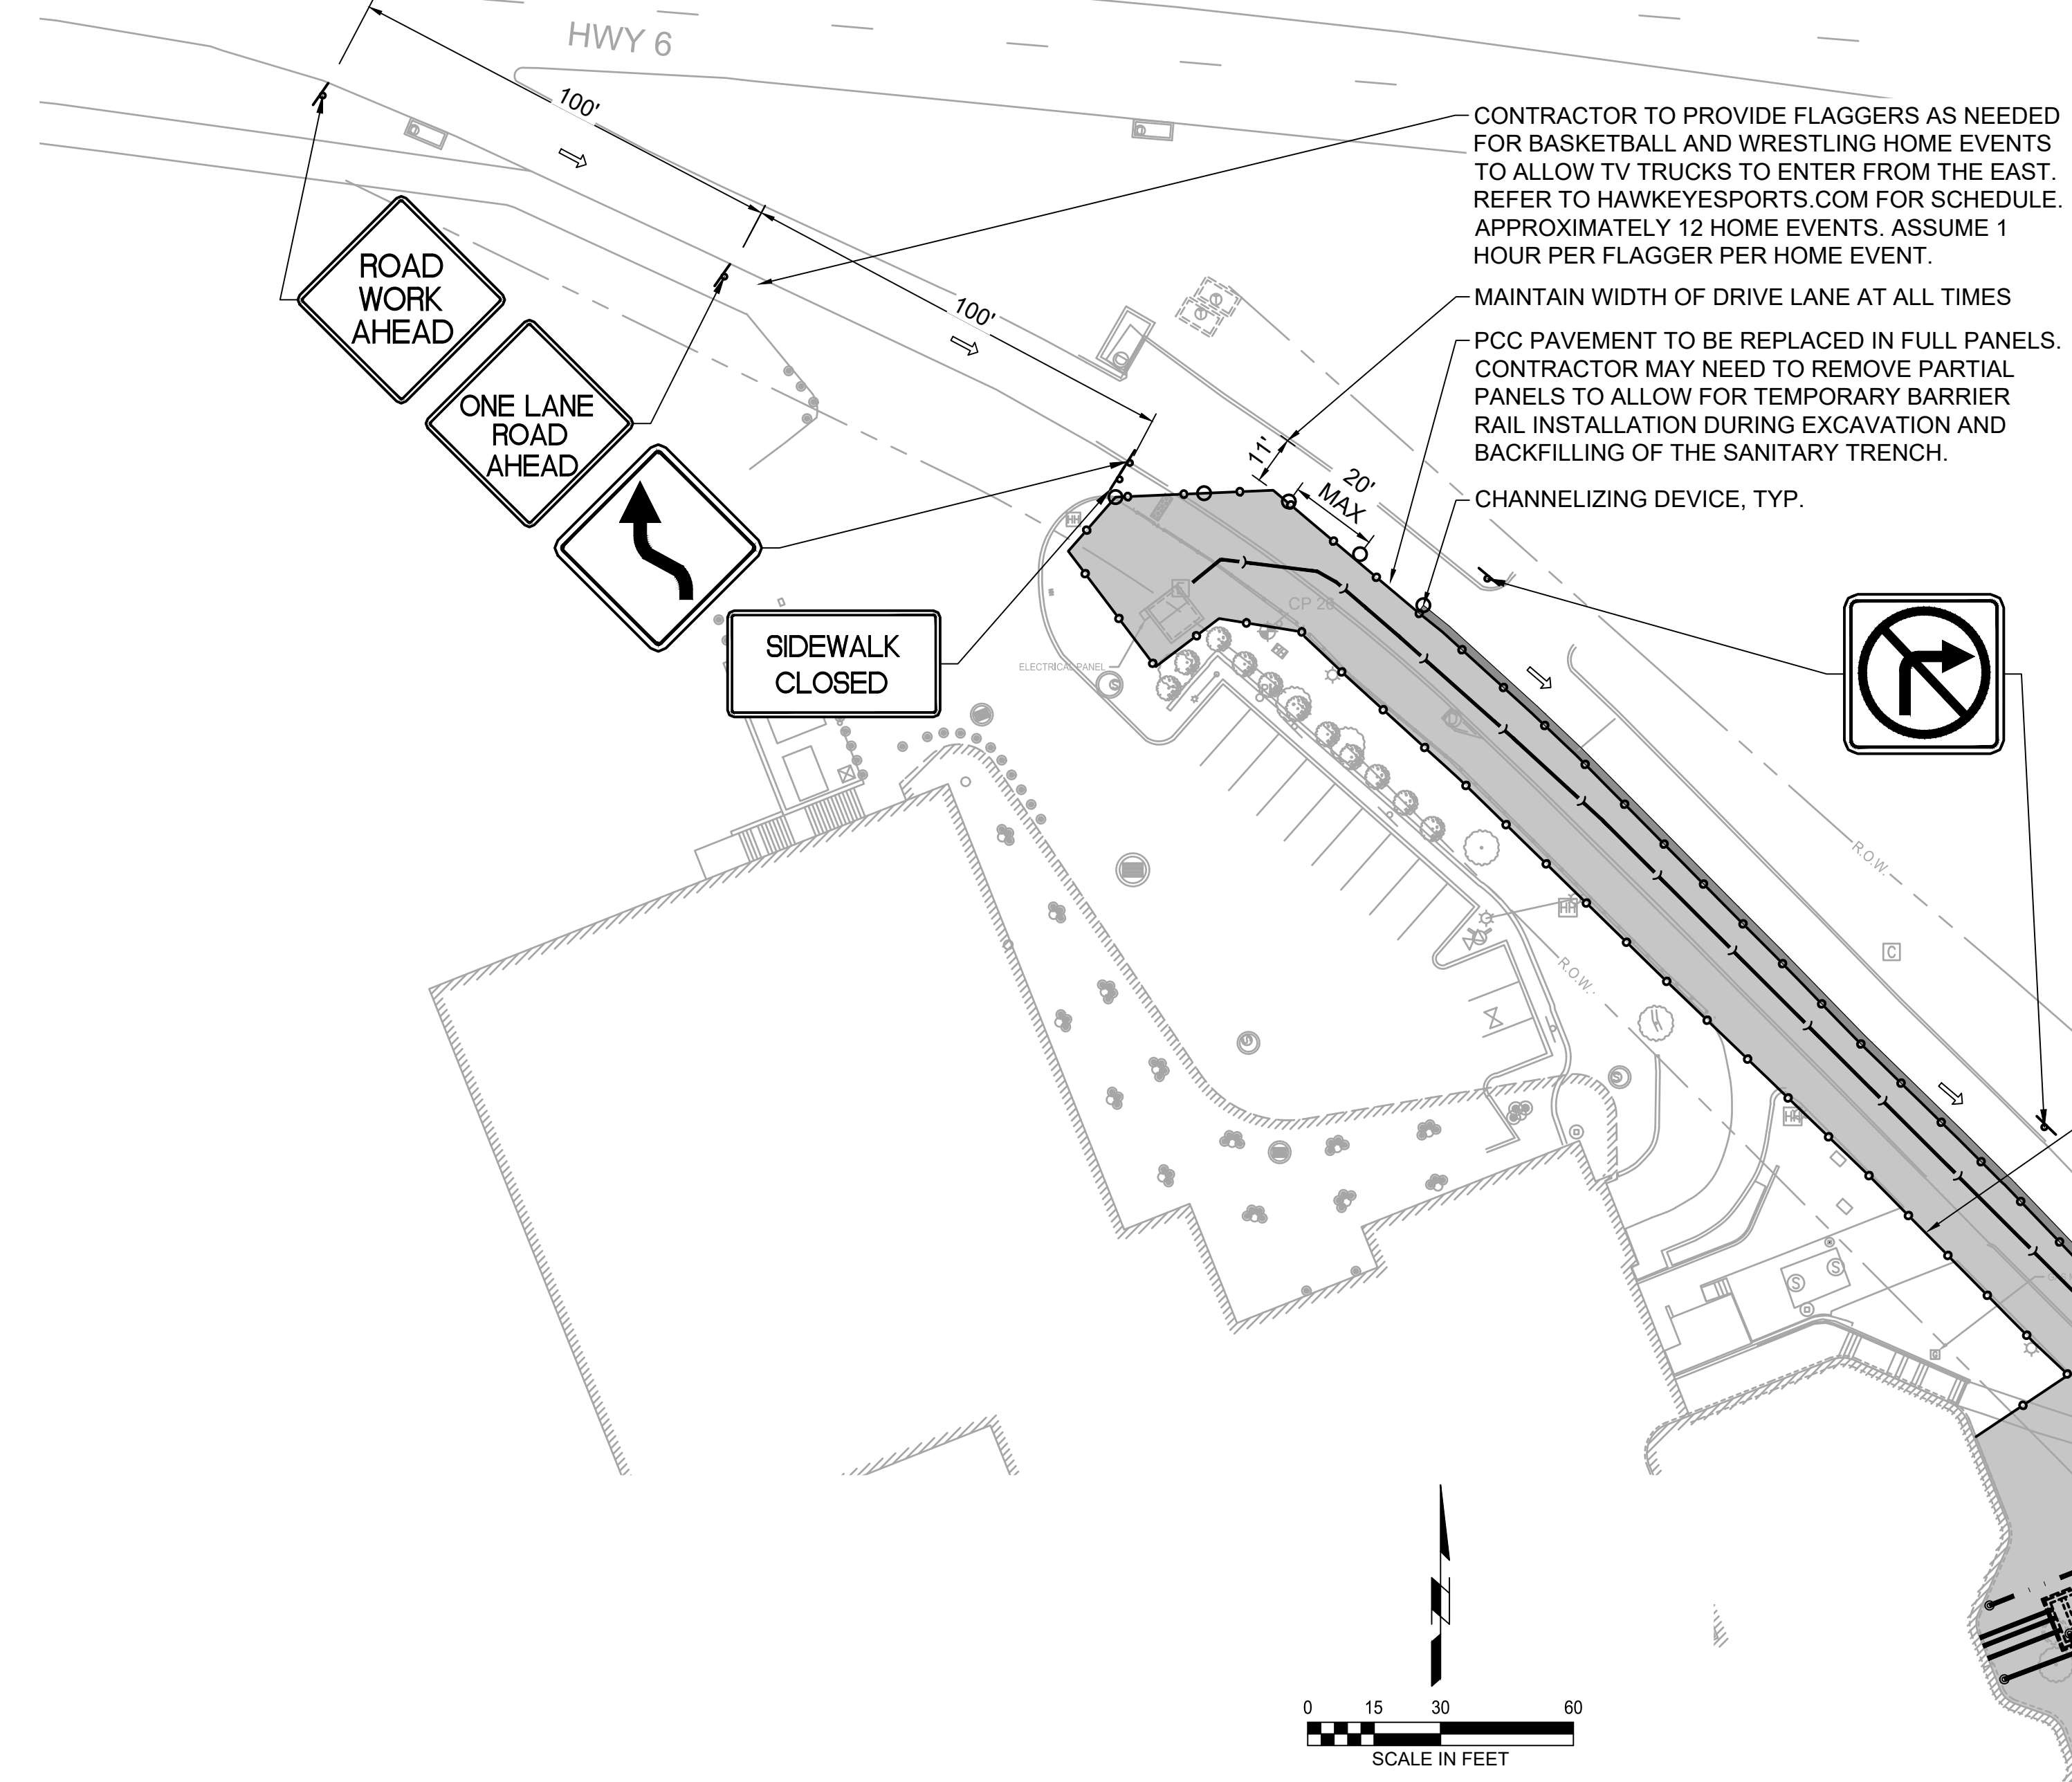 HWY 6
100'
CONTRACTOR TO PROVIDE FLAGGERS AS NEEDED
FOR BASKETBALL AND WRESTLING HOME EVENTS
TO ALLOW TV TRUCKS TO ENTER FROM THE EAST.
REFER TO HAWKEYESPORTS.COM FOR SCHEDULE.
APPROXIMATELY 12 HOME EVENTS. ASSUME 1
HOUR PER FLAGGER PER HOME EVENT.
ROAD
WORK
AHEAD
100'
MAINTAIN WIDTH OF DRIVE LANE AT ALL TIMES
PCC PAVEMENT TO BE REPLACED IN FULL PANELS.
CONTRACTOR MAY NEED TO REMOVE PARTIAL
PANELS TO ALLOW FOR TEMPORARY BARRIER
RAIL INSTALLATION DURING EXCAVATION AND
BACKFILLING OF THE SANITARY TRENCH.
ONE LANE
ROAD
AHEAD
11'
20'
MAX
CHANNELIZING DEVICE, TYP.
HH
E
CP 26
SIDEWALK
CLOSED
ELECTRICAL PANEL
S
R.O.W.
HH
C
R.O.W.
S
S
HH
S
S
G
0 15 30 60
SCALE IN FEET